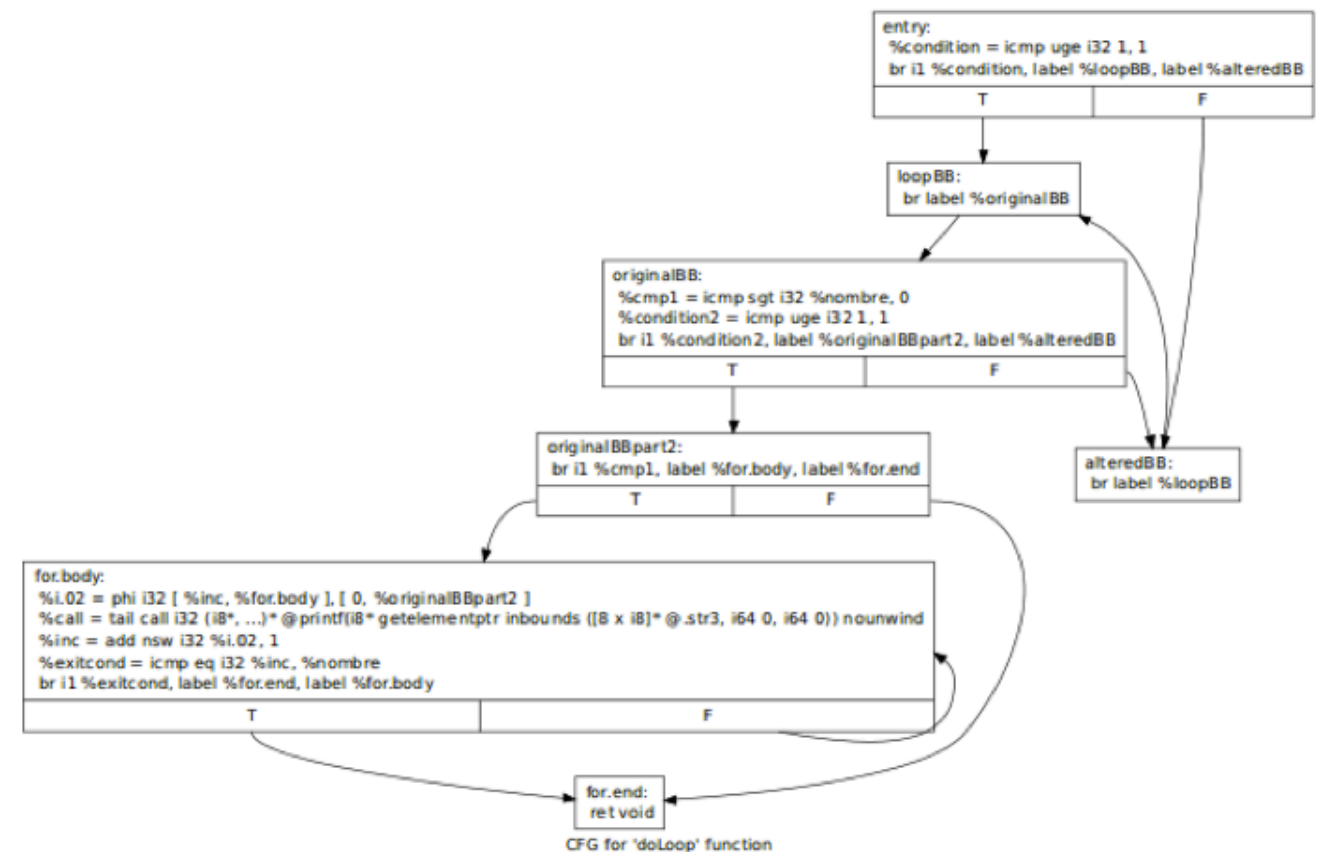 entry:
%condition = icmp uge i32 1, 1
br i1 %condition, label %loopBB, label %alteredBB
T
F
loopBB:
br label %originalBB
originalBB:
%cmp1 = icmp sgt i32 %nombre, 0
%condition2 = icmp uge i32 1, 1
br i1 %condition2, label %originalBBpart2, label %alteredBB
T
F
originalBBpart2:
br i1 %cmp1, label %for.body, label %for.end
T
F
alteredBB:
br label %loopBB
for.body:
%i.02 = phi i32 [ %inc, %for.body ], [ 0, %originalBBpart2 ]
%call = tail call i32 (i8*, ...)* @printf(i8* getelementptr inbounds ([8 x i8]* @.str3, i64 0, i64 0)) nounwind
%inc = add nsw i32 %i.02, 1
%exitcond = icmp eq i32 %inc, %nombre
br i1 %exitcond, label %for.end, label %for.body
T
F
for.end:
ret void
CFG for 'doLoop' function